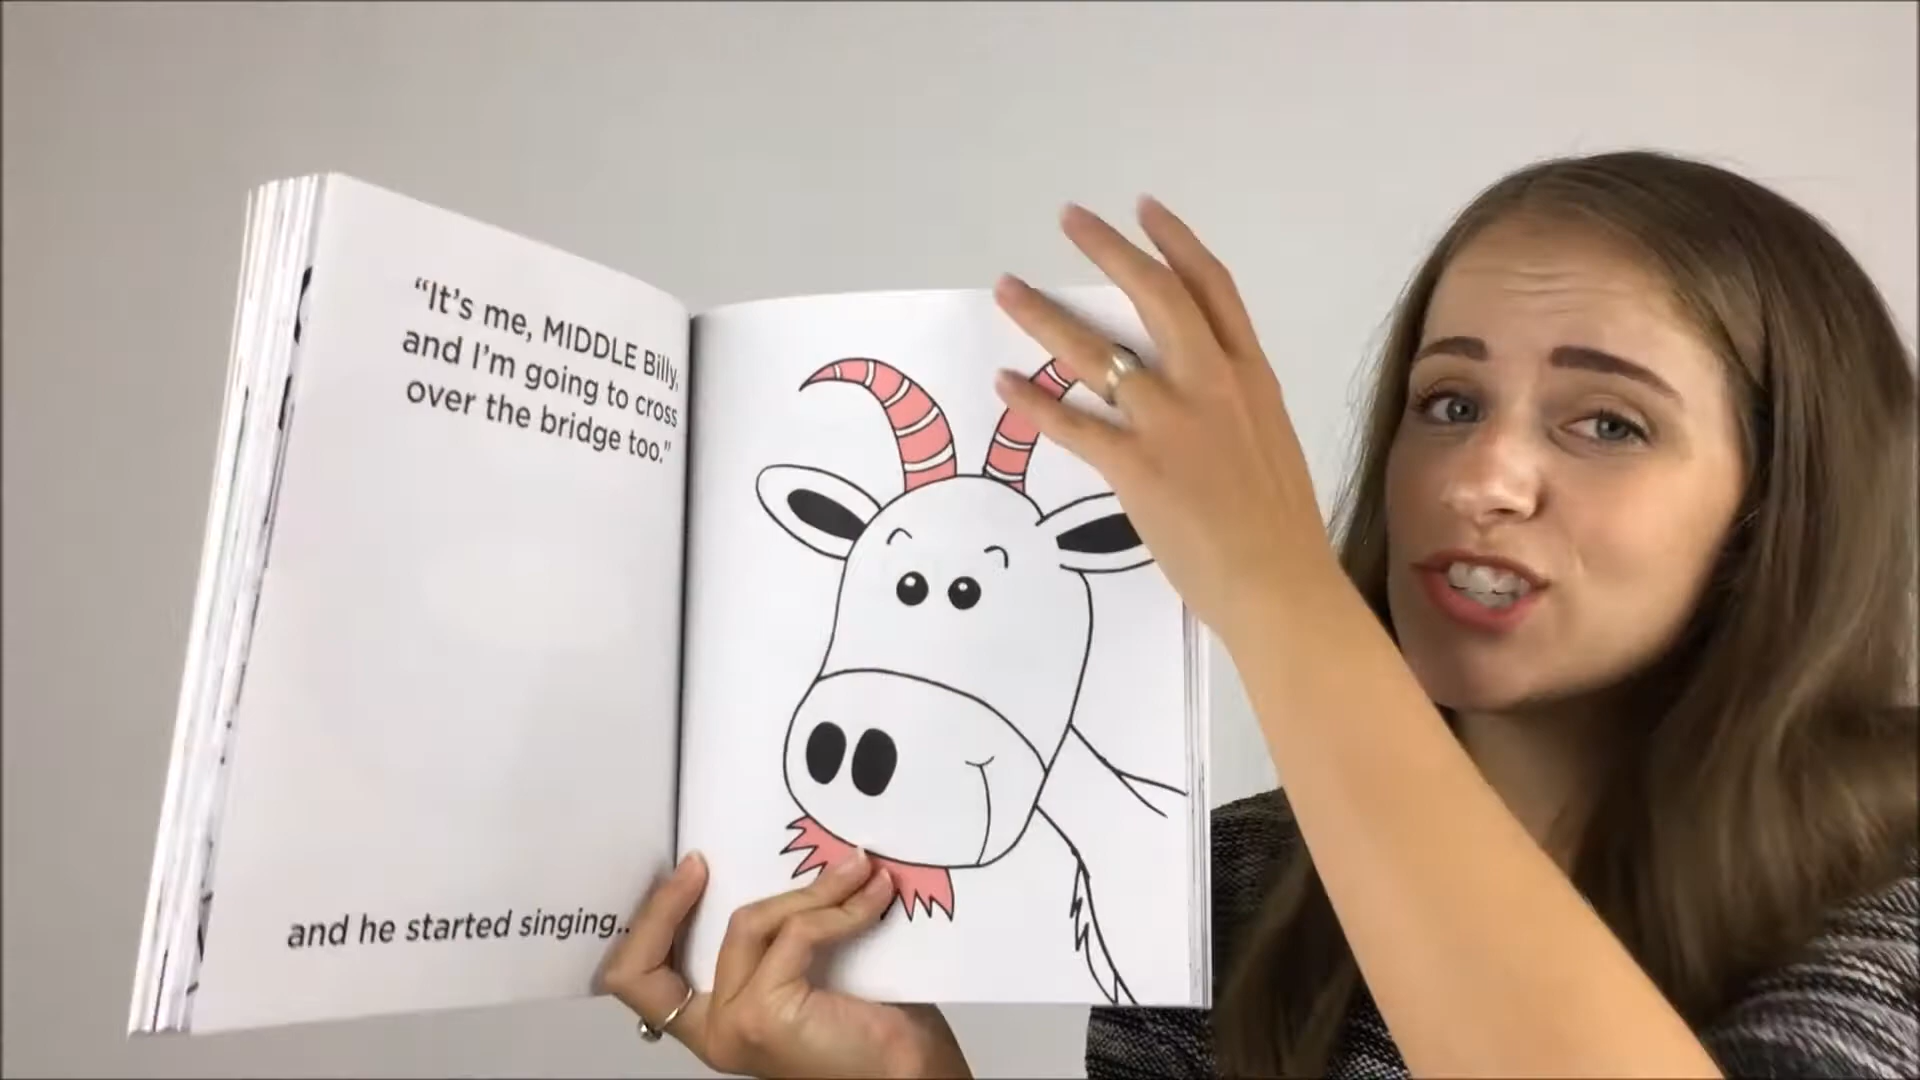 “It’s me, MIDDLE Billy,
and I’m going to cross
over the bridge too.”
and he started singing..